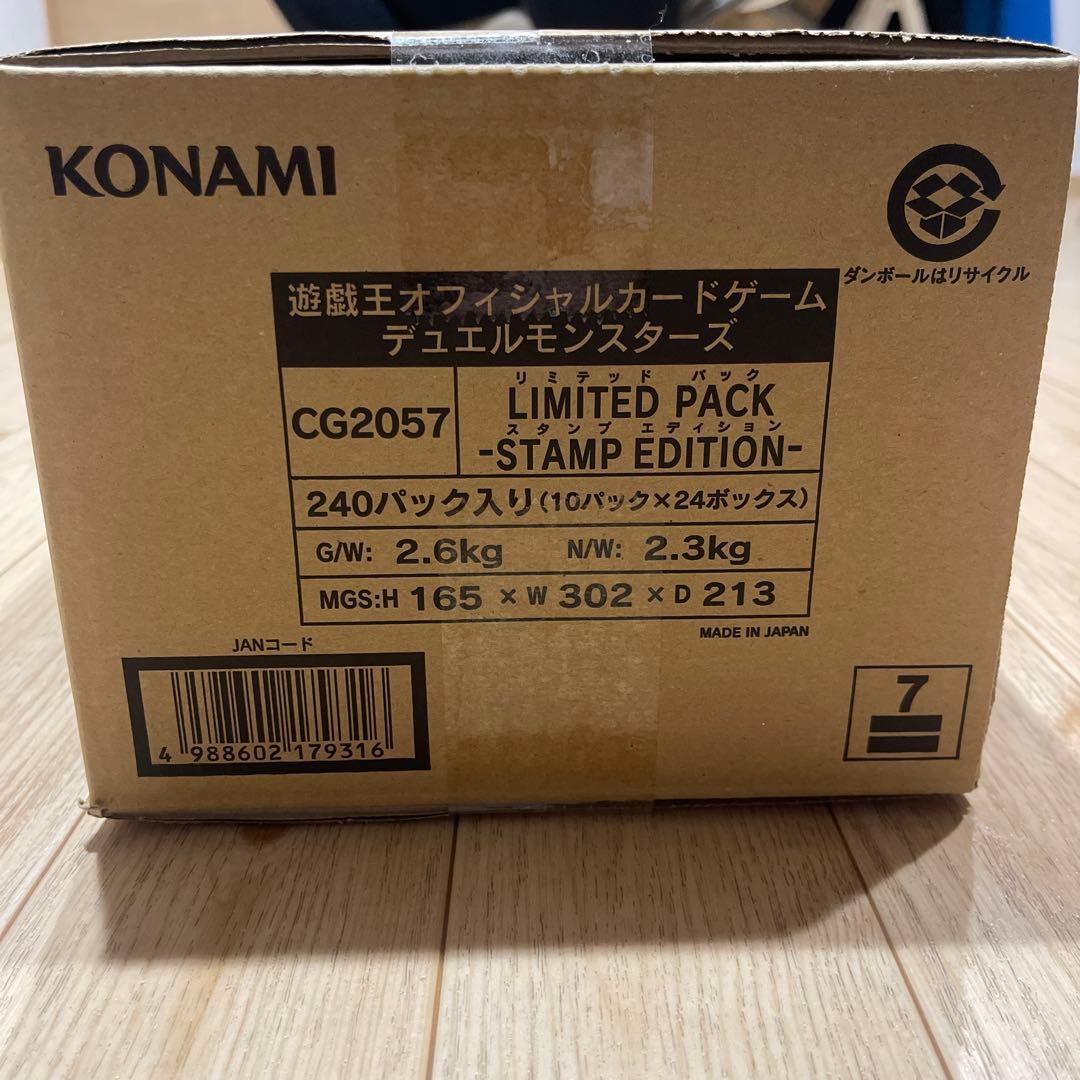 KONAMI
ダンボールはリサイクル
遊戯王オフィシャルカードゲーム
デュエルモンスターズ
CG2057
リミテッド パック
LIMITED PACK
スタンプ エディション
-STAMP EDITION-
240パック入り(10パック×24ボックス)
G/W: 2.6kg N/W: 2.3kg
MGS:H 165 × W 302 × D 213
MADE IN JAPAN
JANコード
4 988602 179316
7